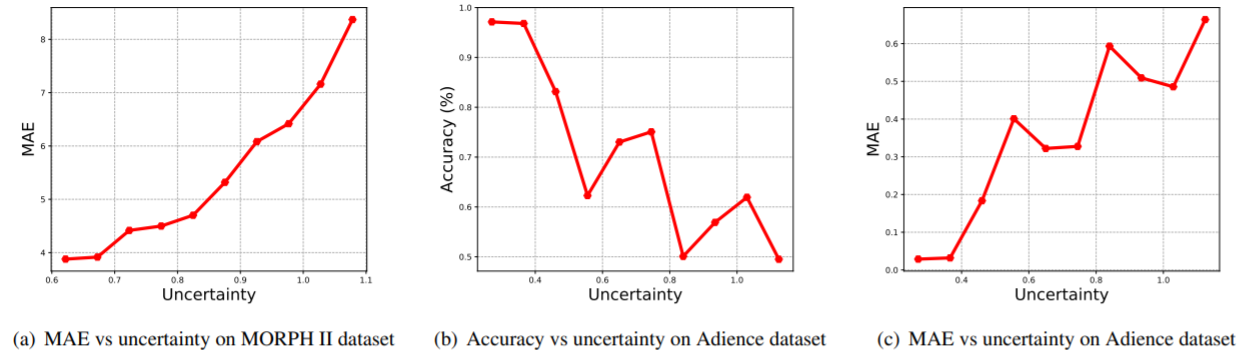 8
7
6
5
4
MAE
0.6 0.7 0.8 0.9 1.0 1.1
Uncertainty
(a) MAE vs uncertainty on MORPH II dataset
1.0
0.9
0.8
0.7
0.6
0.5
Accuracy (%)
0.4 0.6 0.8 1.0
Uncertainty
(b) Accuracy vs uncertainty on Adience dataset
0.6
0.5
0.4
0.3
0.2
0.1
0.0
MAE
0.4 0.6 0.8 1.0
Uncertainty
(c) MAE vs uncertainty on Adience dataset